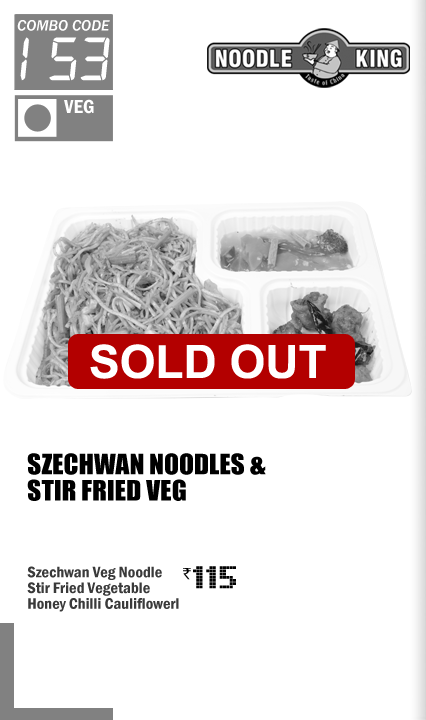 COMBO CODE
153
VEG
NOODLE KING
Taste of China
SOLD OUT
SZECHWAN NOODLES &
STIR FRIED VEG
Szechwan Veg Noodle
₹115
Stir Fried Vegetable
Honey Chilli Cauliflowerl